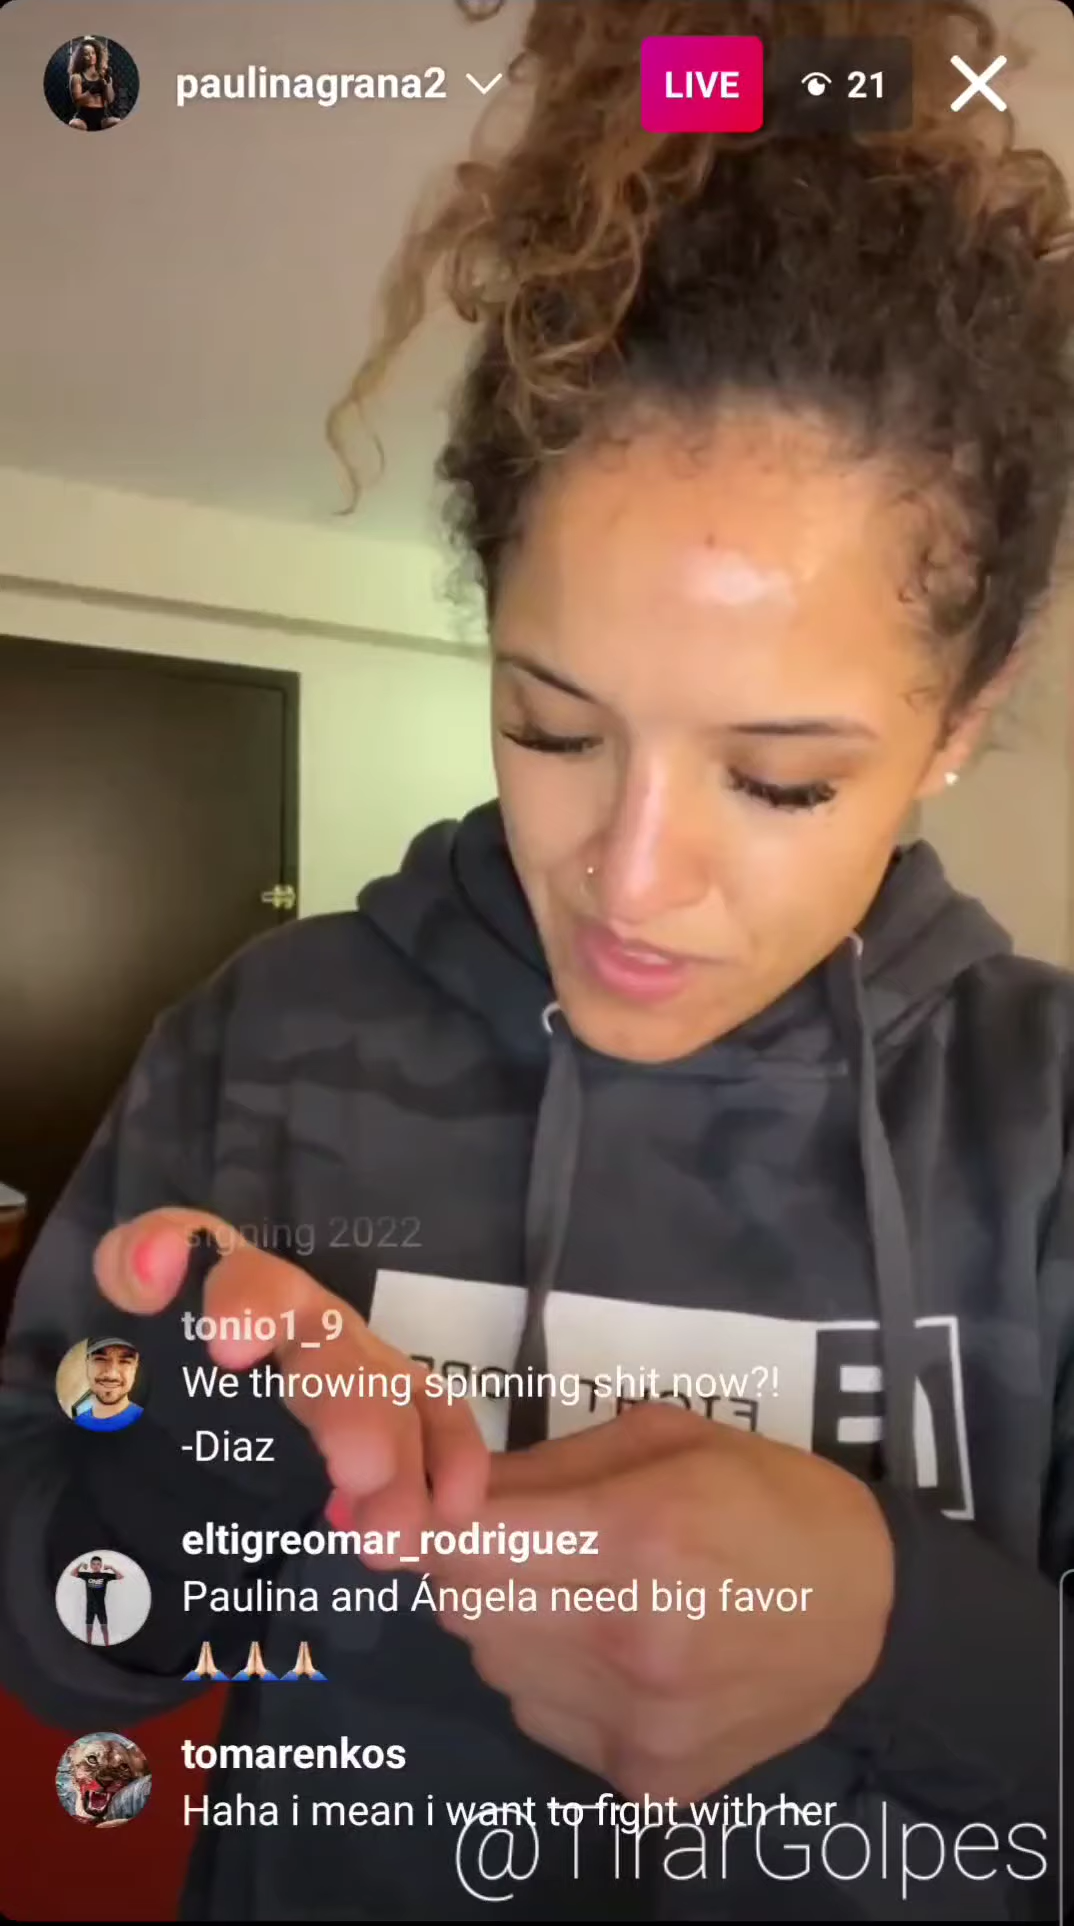 paulinagrana2
LIVE
21
signing 2022
tonio1_9
We throwing spinning shit now?!
-Diaz
eltigreomar_rodriguez
Paulina and Ángela need big favor
🙏🏻🙏🏻🙏🏻
tomarenkos
Haha i mean i want to fight with her
@TirarGolpes